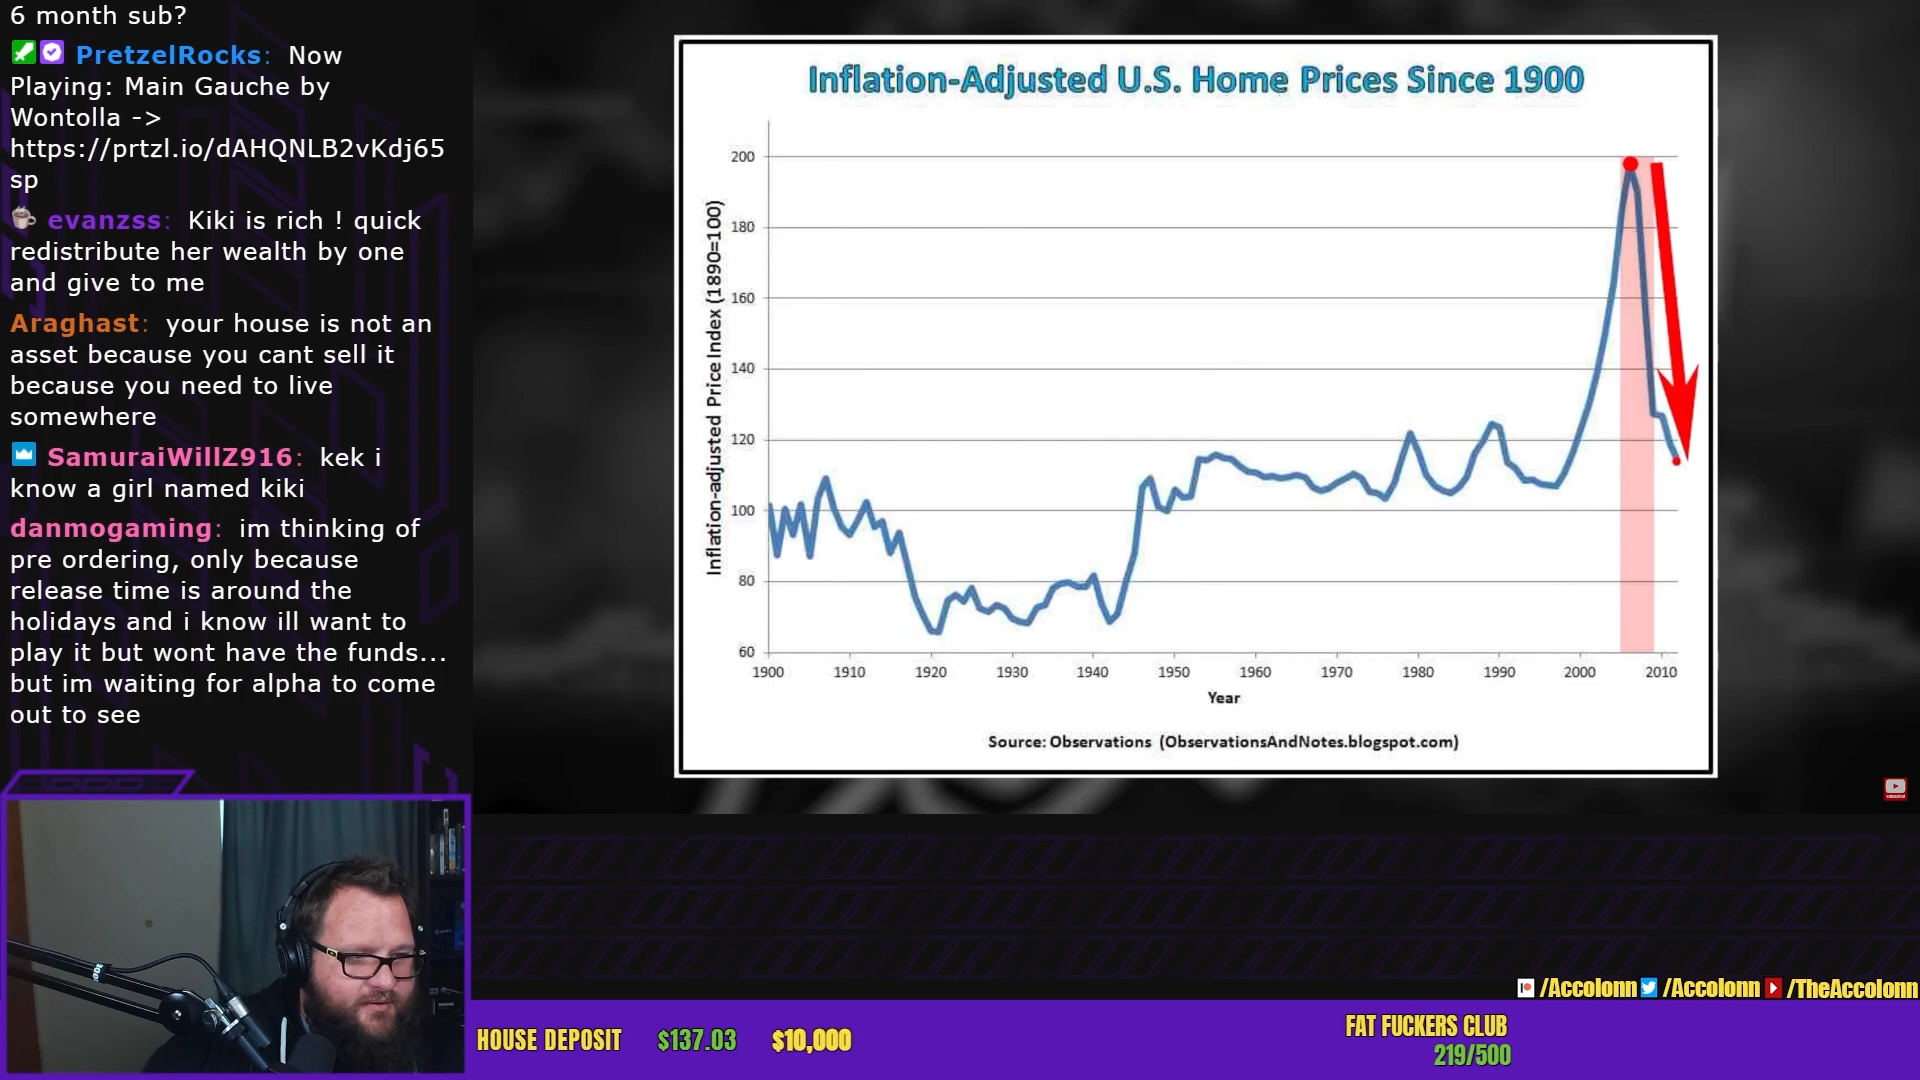 6 month sub?
PretzelRocks: Now
Playing: Main Gauche by
Wontolla ->
https://prtzl.io/dAHQNLB2vKdj65
sp
evanzss: Kiki is rich ! quick
redistribute her wealth by one
and give to me
Araghast: your house is not an
asset because you cant sell it
because you need to live
somewhere
SamuraiWillZ916: kek i
know a girl named kiki
danmogaming: im thinking of
pre ordering, only because
release time is around the
holidays and i know ill want to
play it but wont have the funds...
but im waiting for alpha to come
out to see
Inflation-Adjusted U.S. Home Prices Since 1900
Inflation-adjusted Price Index (1890=100)
200
180
160
140
120
100
80
60
1900 1910 1920 1930 1940 1950 1960 1970 1980 1990 2000 2010
Year
Source: Observations (ObservationsAndNotes.blogspot.com)
/Accolonn /Accolonn /TheAccolonn
HOUSE DEPOSIT $137.03 $10,000
FAT FUCKERS CLUB
219/500